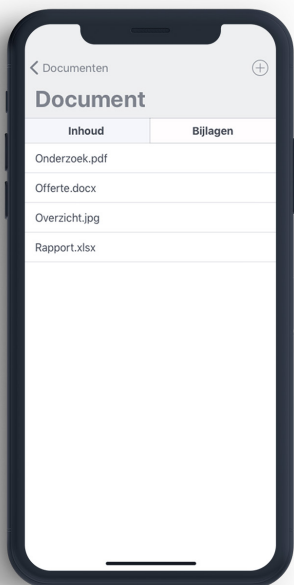 Documenten
Document
Inhoud Bijlagen
Onderzoek.pdf
Offerte.docx
Overzicht.jpg
Rapport.xlsx